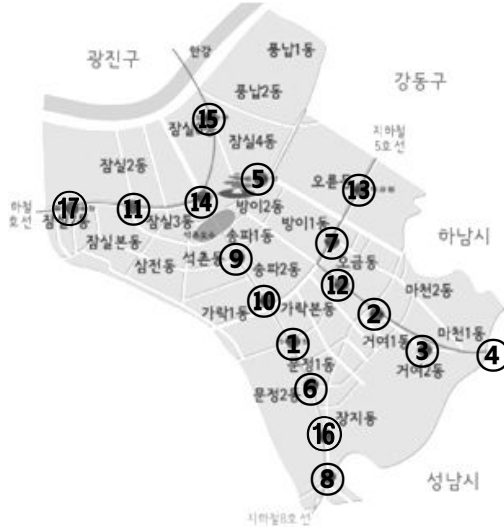 풍납1동
한강
광진구
강동구
풍납2동
⑮
잠실
잠실4동
지하철
5호선
잠실2동
⑤
오륜동
⑬
⑭
⑰
⑪
잠실3동
방이2동
방이1동
하철
호선
송파1동
⑦
하남시
잠실본동
석촌동
⑨
오금동
삼전동
송파2동
⑫
마천2동
⑩
가락1동
가락본동
②
마천1동
거여1동
①
③
④
문정1동
거여2동
⑥
문정2동
장지동
⑯
⑧
성남시
지하철8호선